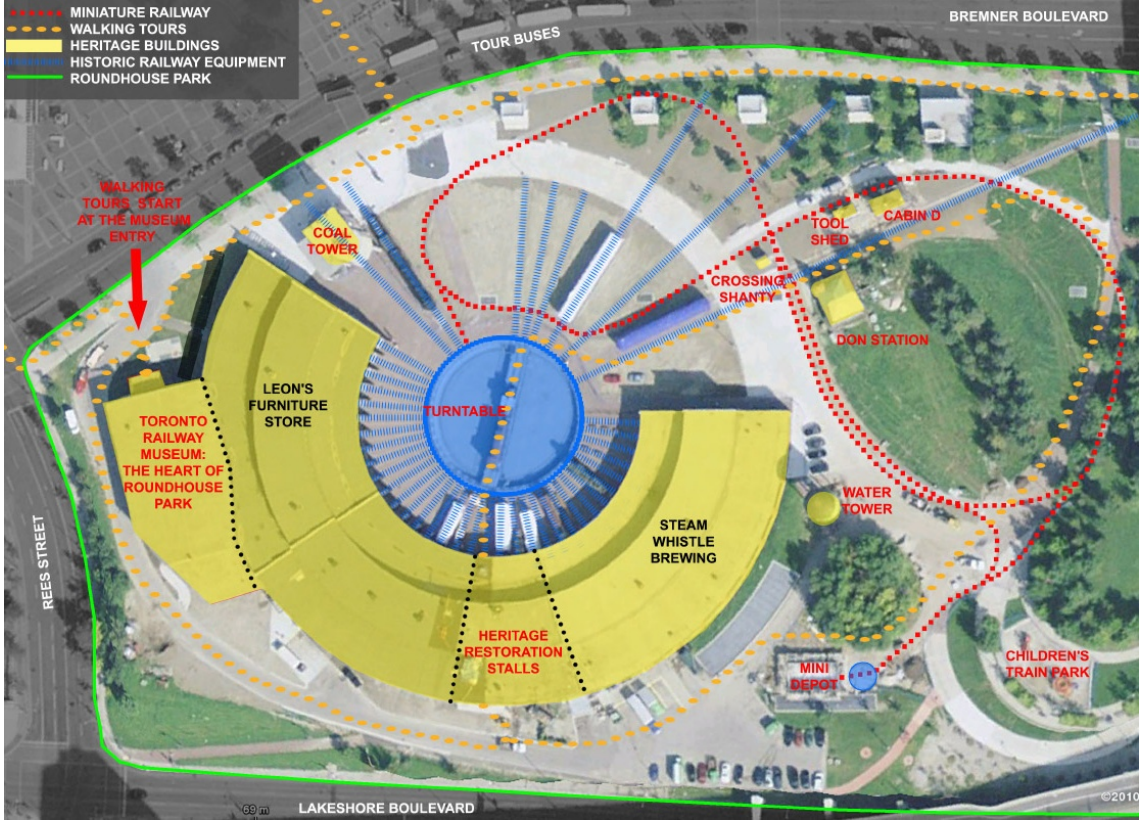 MINIATURE RAILWAY
WALKING TOURS
HERITAGE BUILDINGS
HISTORIC RAILWAY EQUIPMENT
ROUNDHOUSE PARK
BREMNER BOULEVARD
TOUR BUSES
WALKING
TOURS START
AT THE MUSEUM
ENTRY
COAL
TOWER
TOOL
SHED
CABIN D
CROSSING
SHANTY
DON STATION
LEON'S
FURNITURE
STORE
TURNTABLE
TORONTO
RAILWAY
MUSEUM:
THE HEART OF
ROUNDHOUSE
PARK
WATER
TOWER
STEAM
WHISTLE
BREWING
REES STREET
HERITAGE
RESTORATION
STALLS
MINI
DEPOT
CHILDREN'S
TRAIN PARK
LAKESHORE BOULEVARD
69 m
©2010